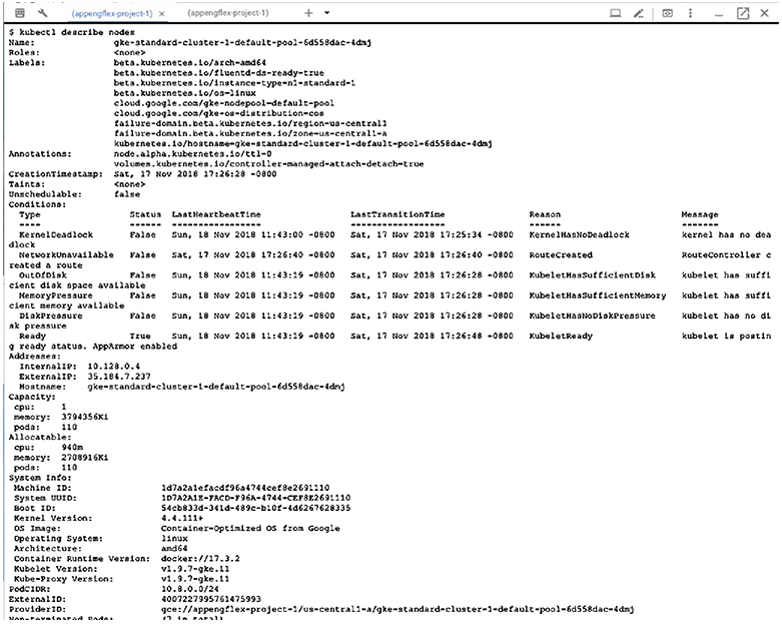 (appengflex-project-1) × (appengflex-project-1) +
$ kubectl describe nodes
Name: gke-standard-cluster-1-default-pool-6d558dac-4dmj
Roles: <none>
Labels: beta.kubernetes.io/arch=amd64
beta.kubernetes.io/fluentd-ds-ready=true
beta.kubernetes.io/instance-type=n1-standard-1
beta.kubernetes.io/os=linux
cloud.google.com/gke-nodepool=default-pool
cloud.google.com/gke-os-distribution=cos
failure-domain.beta.kubernetes.io/region=us-central1
failure-domain.beta.kubernetes.io/zone=us-central1-a
kubernetes.io/hostname=gke-standard-cluster-1-default-pool-6d558dac-4dmj
Annotations: node.alpha.kubernetes.io/ttl=0
volumes.kubernetes.io/controller-managed-attach-detach=true
CreationTimestamp: Sat, 17 Nov 2018 17:26:28 -0800
Taints: <none>
Unschedulable: false
Conditions:
Type Status LastHeartbeatTime LastTransitionTime Reason Message
---- ------ ----------------- ------------------ ------ -------
KernelDeadlock False Sun, 18 Nov 2018 11:43:00 -0800 Sat, 17 Nov 2018 17:25:34 -0800 KernelHasNoDeadlock kernel has no dea
dlock
NetworkUnavailable False Sat, 17 Nov 2018 17:26:40 -0800 Sat, 17 Nov 2018 17:26:40 -0800 RouteCreated RouteController c
reated a route
OutOfDisk False Sun, 18 Nov 2018 11:43:19 -0800 Sat, 17 Nov 2018 17:26:28 -0800 KubeletHasSufficientDisk kubelet has suffi
cient disk space available
MemoryPressure False Sun, 18 Nov 2018 11:43:19 -0800 Sat, 17 Nov 2018 17:26:28 -0800 KubeletHasSufficientMemory kubelet has suffi
cient memory available
DiskPressure False Sun, 18 Nov 2018 11:43:19 -0800 Sat, 17 Nov 2018 17:26:28 -0800 KubeletHasNoDiskPressure kubelet has no di
sk pressure
Ready True Sun, 18 Nov 2018 11:43:19 -0800 Sat, 17 Nov 2018 17:26:48 -0800 KubeletReady kubelet is postin
g ready status. AppArmor enabled
Addresses:
InternalIP: 10.128.0.4
ExternalIP: 35.184.7.237
Hostname: gke-standard-cluster-1-default-pool-6d558dac-4dmj
Capacity:
cpu: 1
memory: 3794356Ki
pods: 110
Allocatable:
cpu: 940m
memory: 2708916Ki
pods: 110
System Info:
Machine ID: 1d7a2a1efacdf96a4744cef8e2691110
System UUID: 1D7A2A1E-FACD-F96A-4744-CEF8E2691110
Boot ID: 54cb833d-341d-489c-b10f-4d6267628335
Kernel Version: 4.4.111+
OS Image: Container-Optimized OS from Google
Operating System: linux
Architecture: amd64
Container Runtime Version: docker://17.3.2
Kubelet Version: v1.9.7-gke.11
Kube-Proxy Version: v1.9.7-gke.11
PodCIDR: 10.8.0.0/24
ExternalID: 4007227995761475993
ProviderID: gce://appengflex-project-1/us-central1-a/gke-standard-cluster-1-default-pool-6d558dac-4dmj
Non-terminated Pods: (7 in total)